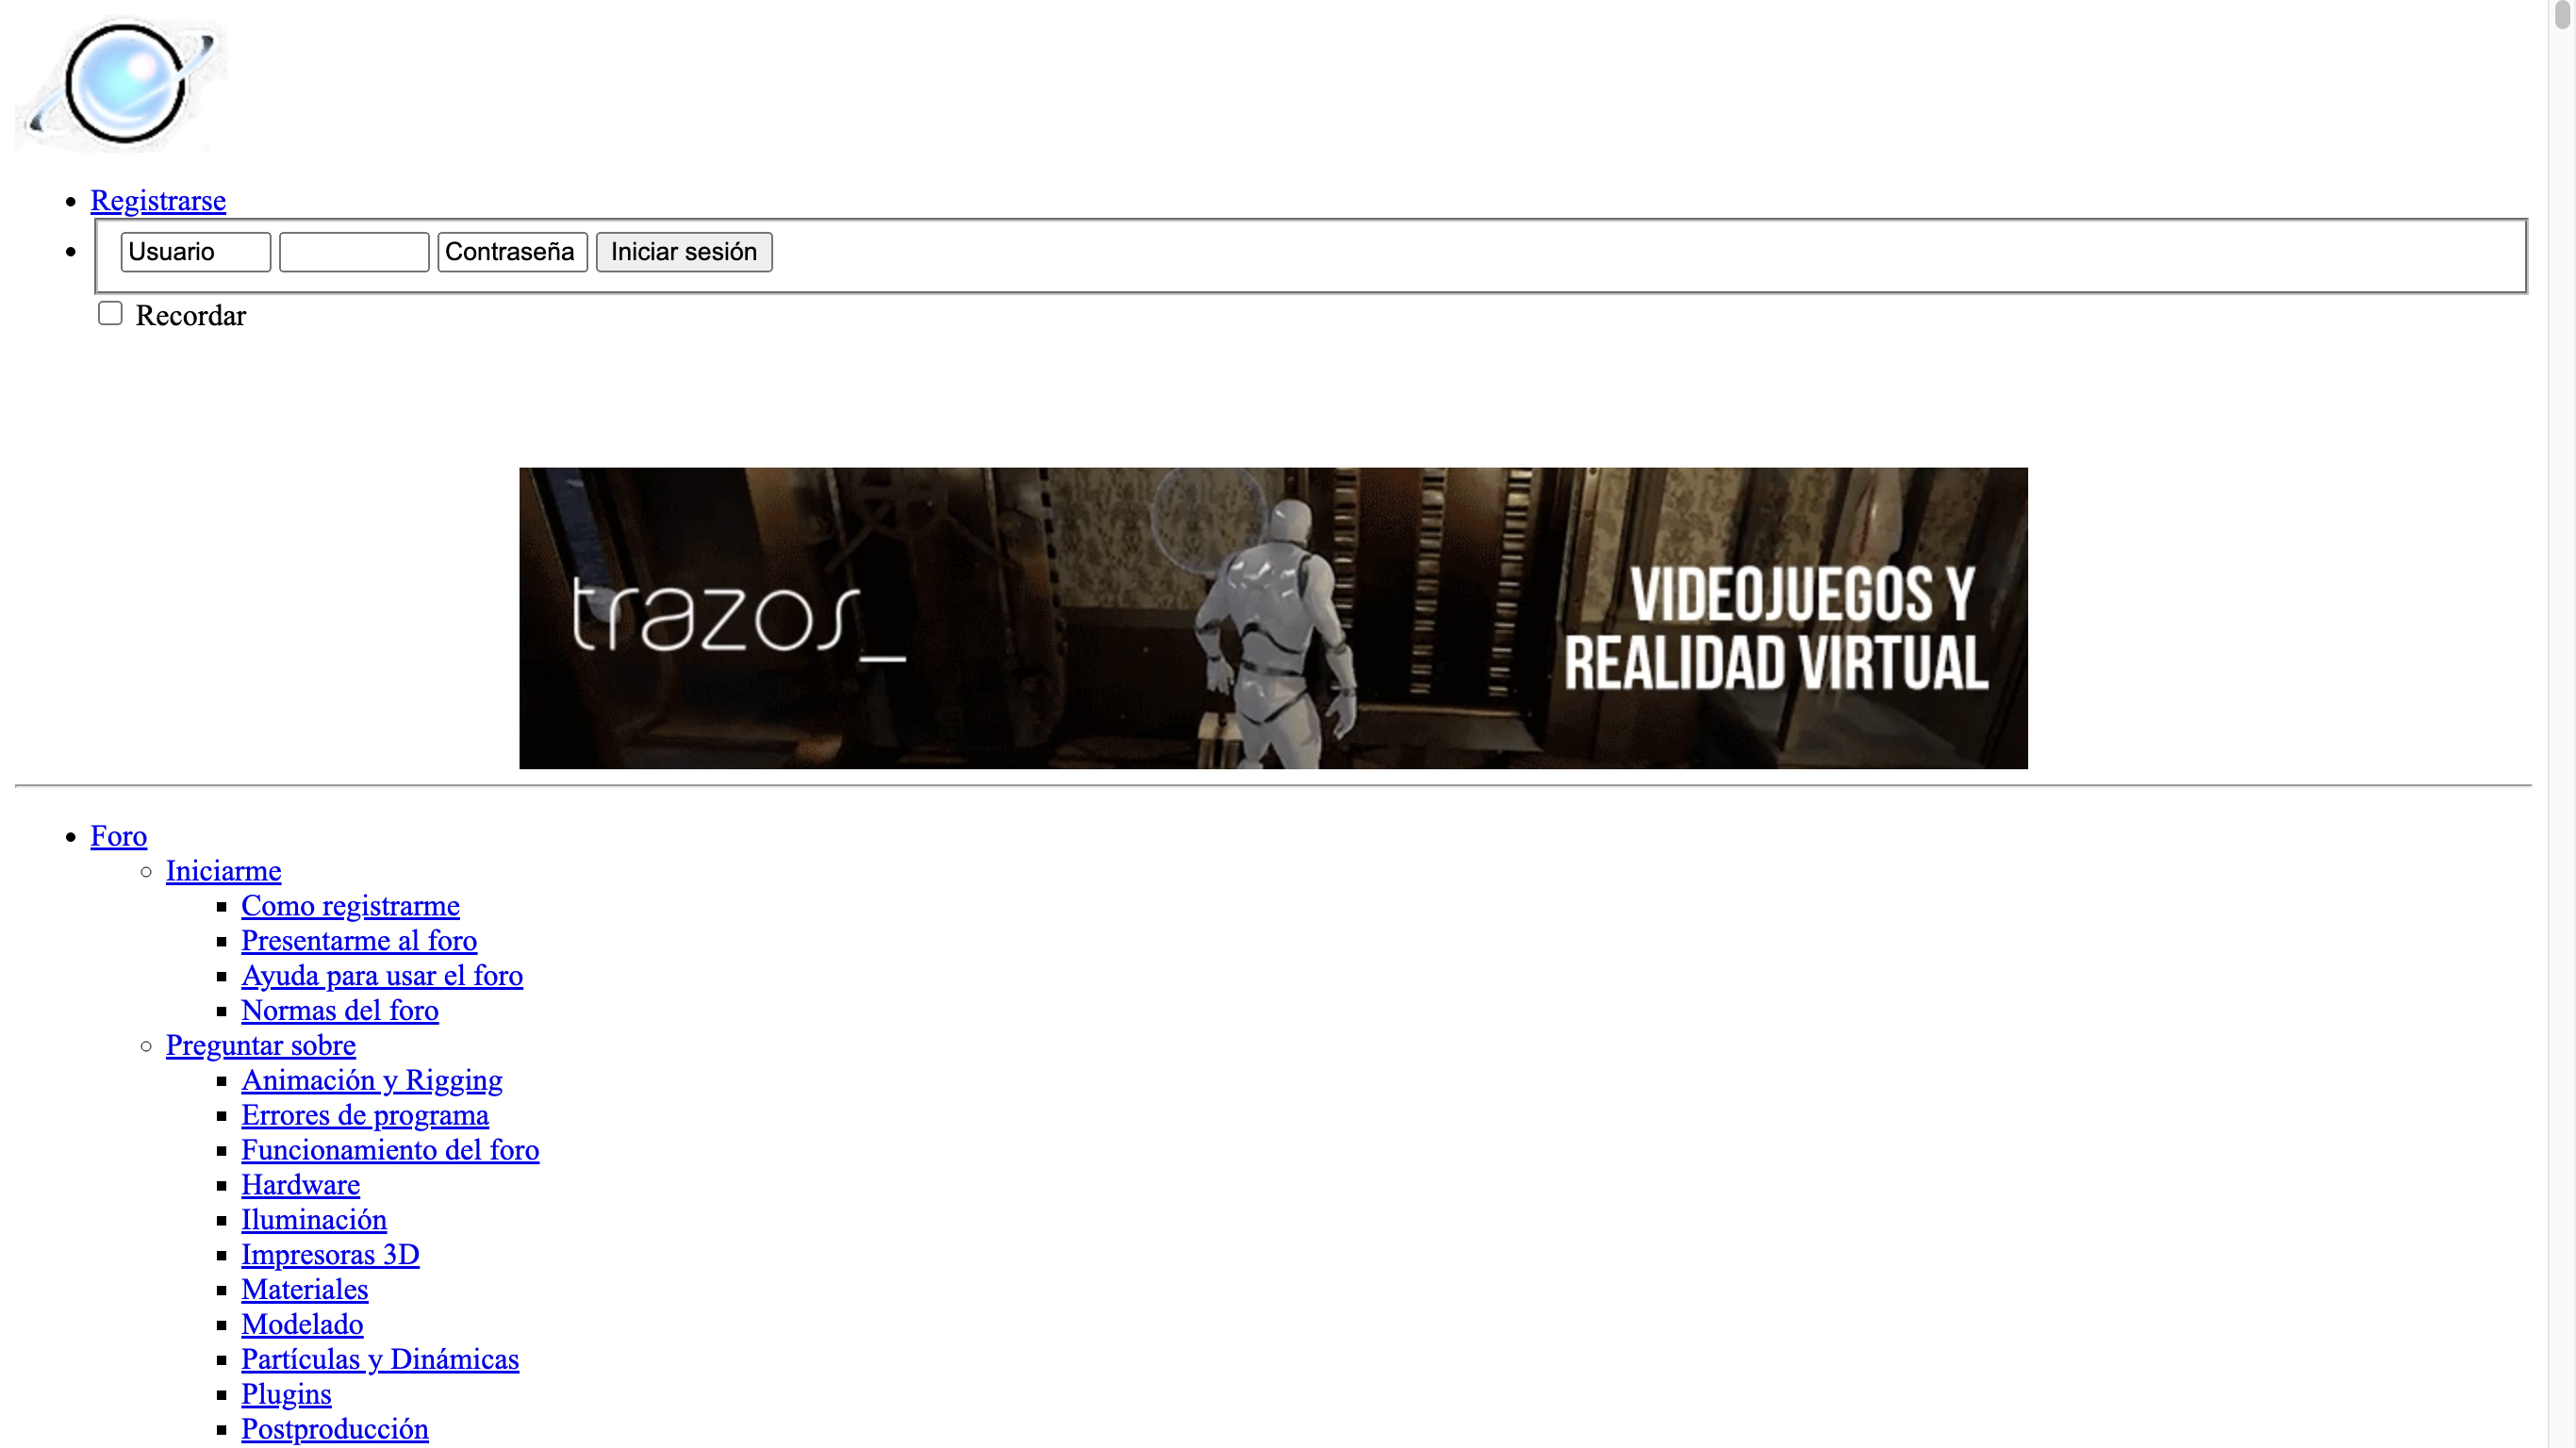 Registrarse
Usuario Contraseña Iniciar sesión
Recordar
trazos_
VIDEOJUEGOS Y
REALIDAD VIRTUAL
Foro
Iniciarme
Como registrarme
Presentarme al foro
Ayuda para usar el foro
Normas del foro
Preguntar sobre
Animación y Rigging
Errores de programa
Funcionamiento del foro
Hardware
Iluminación
Impresoras 3D
Materiales
Modelado
Partículas y Dinámicas
Plugins
Postproducción